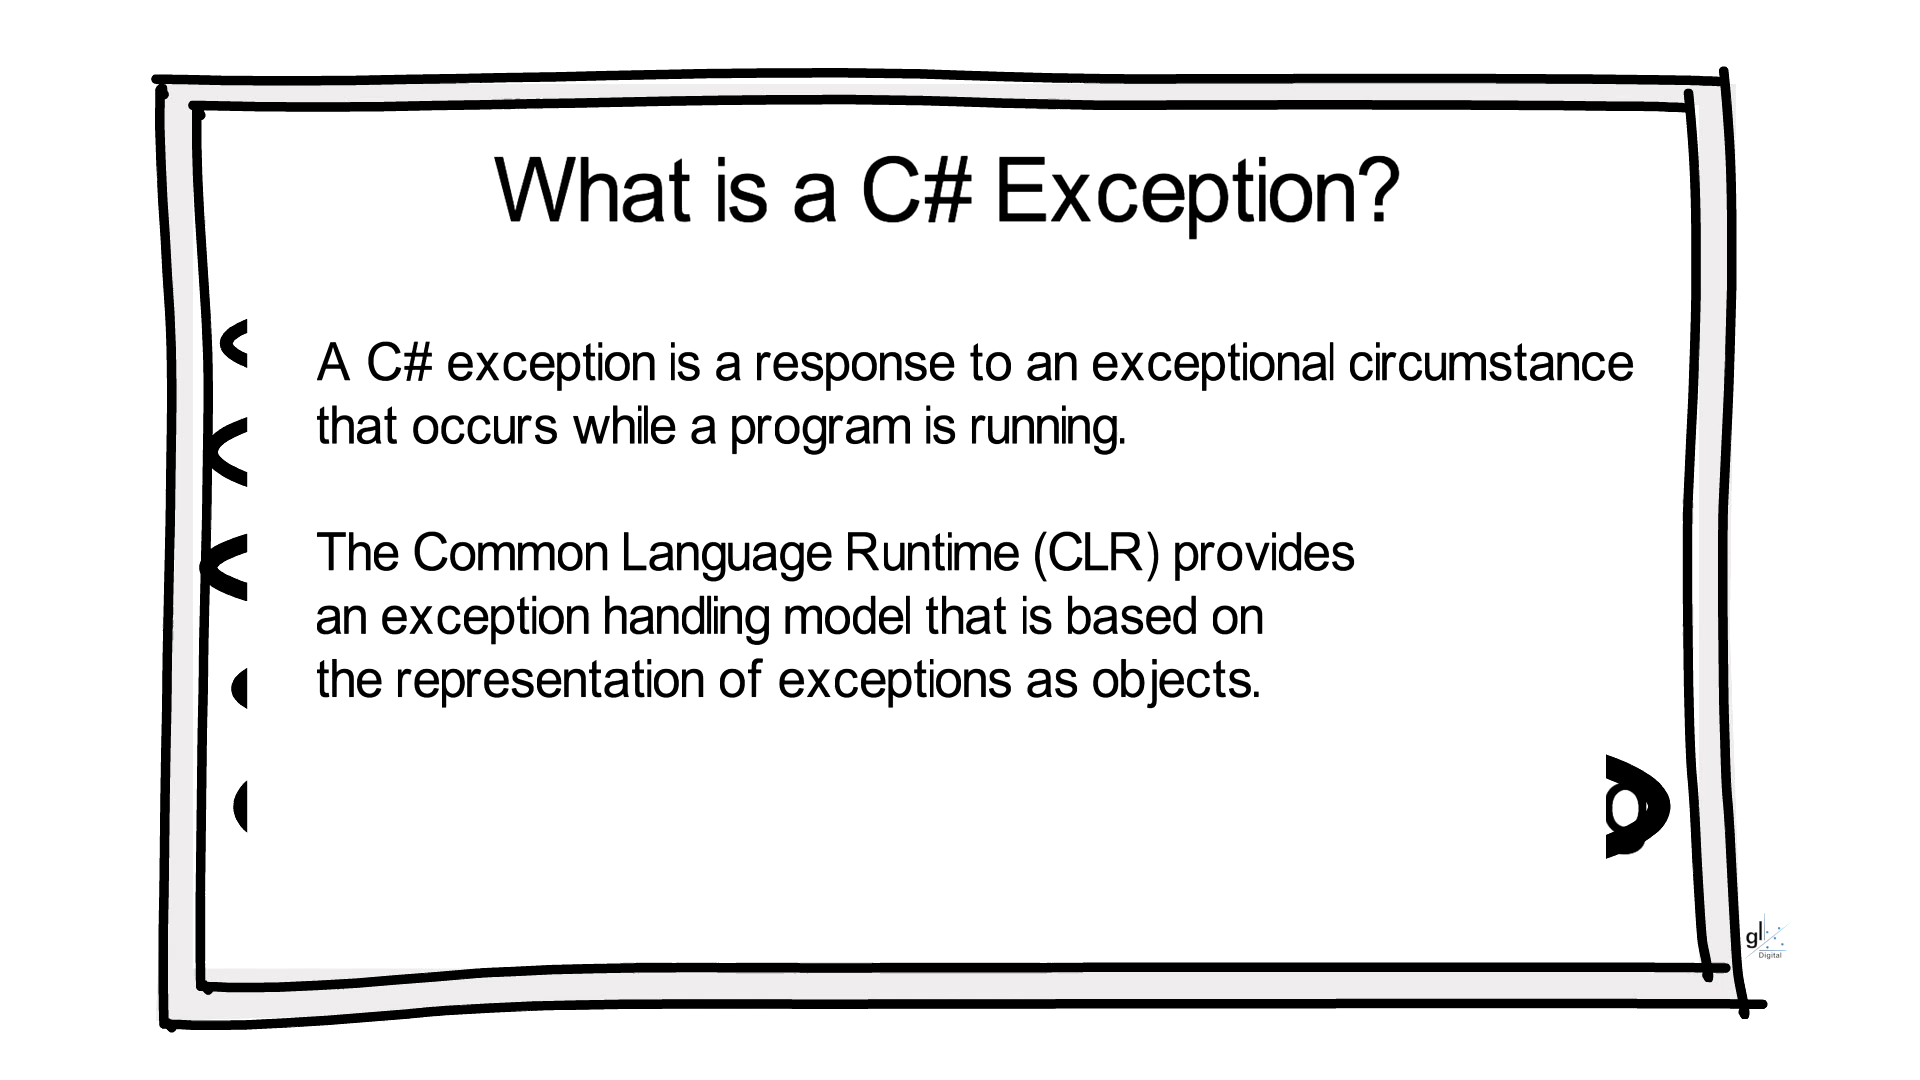 What is a C# Exception?
A C# exception is a response to an exceptional circumstance
that occurs while a program is running.
The Common Language Runtime (CLR) provides
an exception handling model that is based on
the representation of exceptions as objects.
gl
Digital